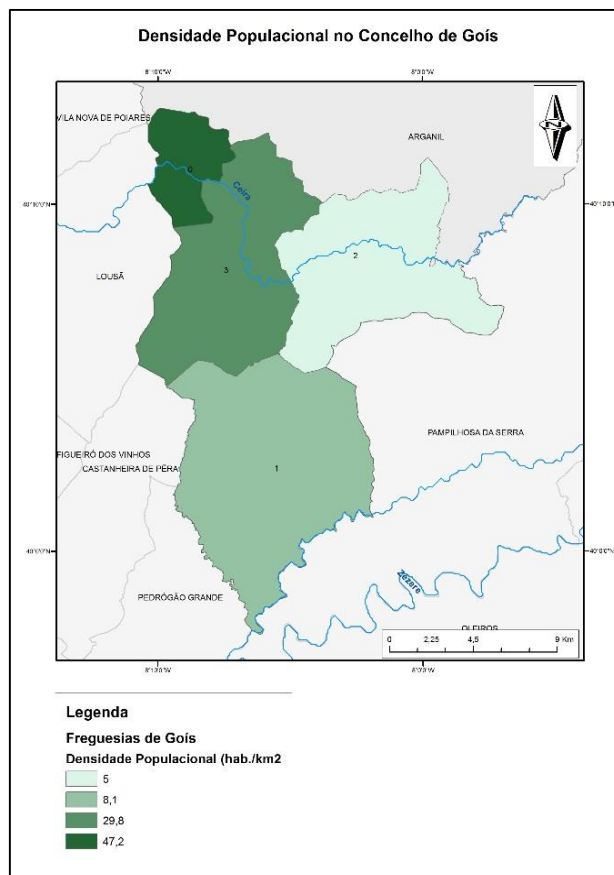 Densidade Populacional no Concelho de Goís
8°10'0"W
8°0'0"W
VILA NOVA DE POIARES
ARGANIL
N
0
Ceira
40°10'0"N
40°10'0"N
2
LOUSÃ
3
PAMPILHOSA DA SERRA
FIGUEIRÓ DOS VINHOS
CASTANHEIRA DE PÊRA
1
40°0'0"N
40°0'0"N
Zêzere
PEDRÓGÃO GRANDE
OLEIROS
0 2,25 4,5 9 Km
8°10'0"W
8°0'0"W
Legenda
Freguesias de Goís
Densidade Populacional (hab./km2
5
8,1
29,8
47,2